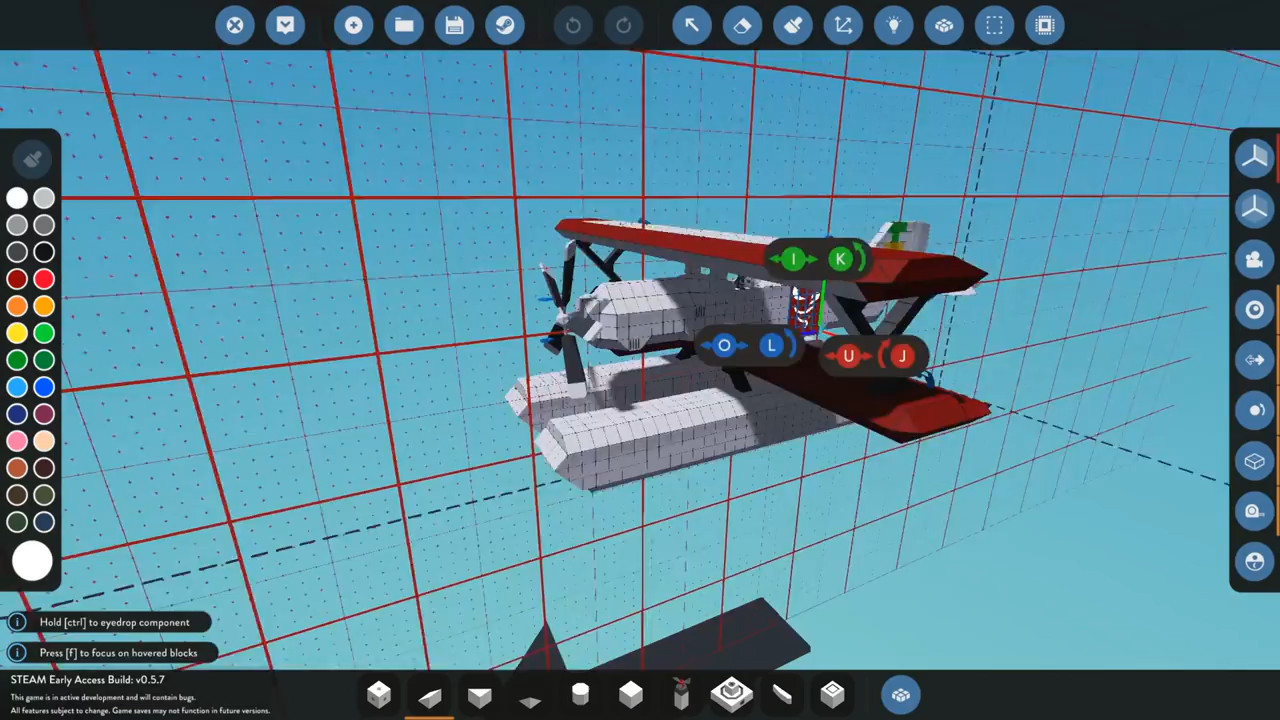 I K
O L
U J
Hold [ctrl] to eyedrop component
Press [f] to focus on hovered blocks
STEAM Early Access Build: v0.5.7
This game is in active development and will contain bugs.
All features subject to change. Game saves may not function in future versions.